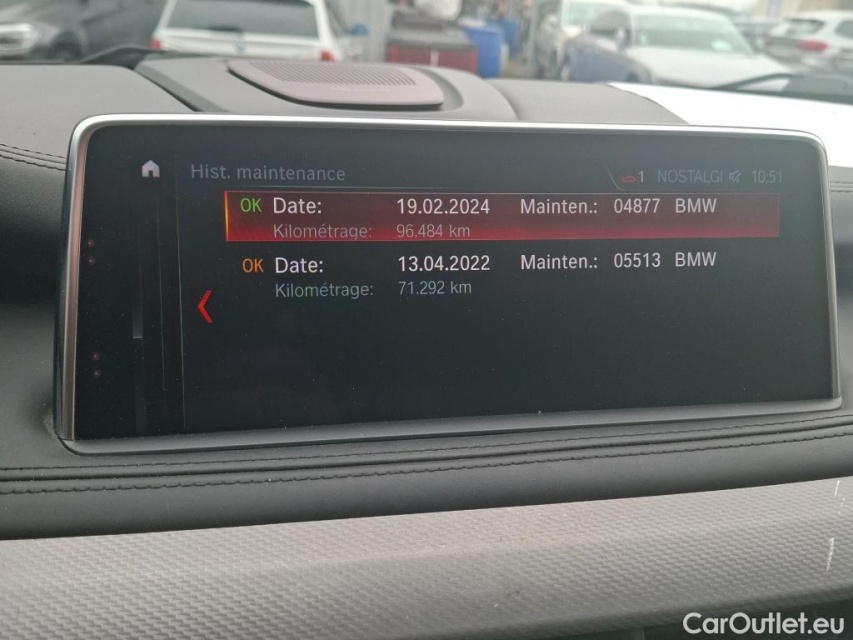 Hist. maintenance
1 NOSTALGI 10:51
OK Date: 19.02.2024 Mainten.: 04877 BMW
Kilométrage: 96.484 km
OK Date: 13.04.2022 Mainten.: 05513 BMW
Kilométrage: 71.292 km
CarOutlet.eu